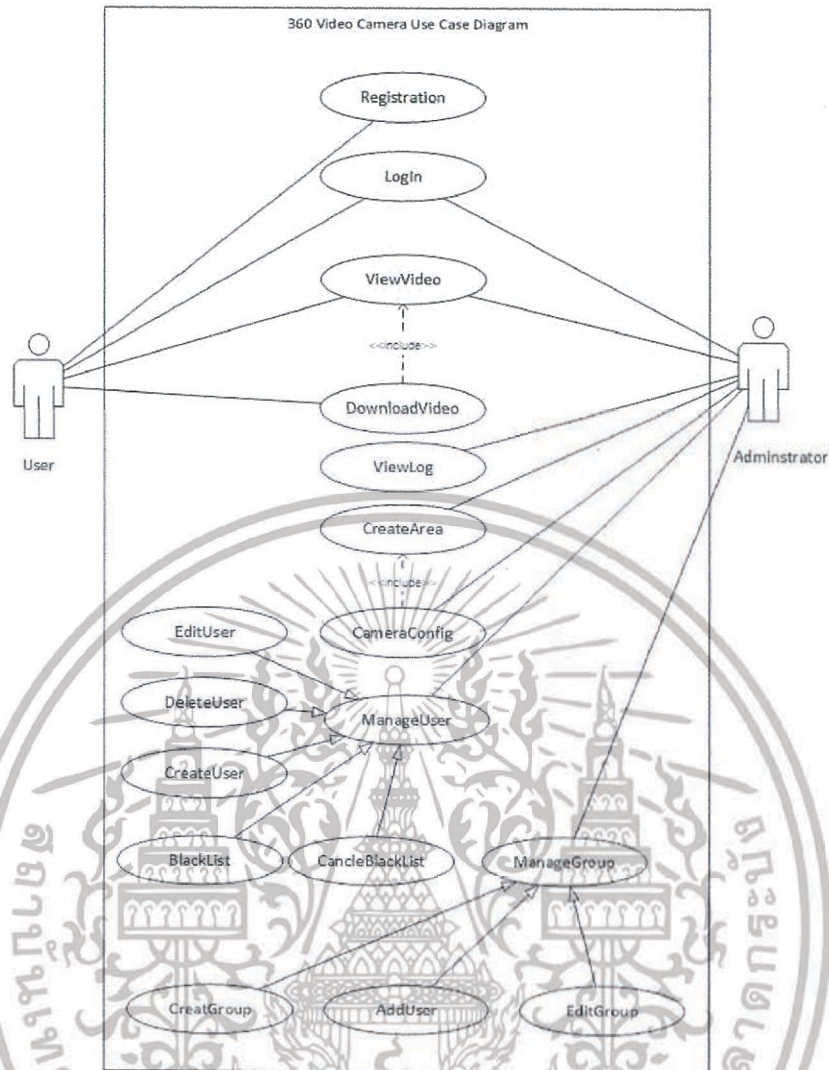 360 Video Camera Use Case Diagram
Registration
LogIn
ViewVideo
<<include>>
DownloadVideo
User
Adminstrator
ViewLog
CreateArea
<<include>>
EditUser
CameraConfig
DeleteUser
ManageUser
CreateUser
BlackList
CancleBlackList
ManageGroup
CreatGroup
AddUser
EditGroup